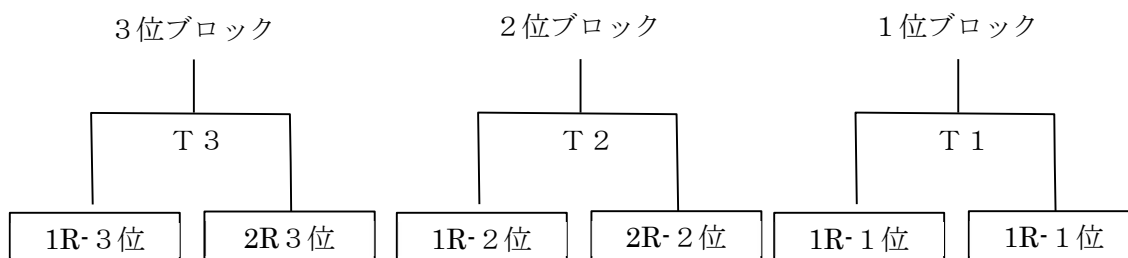 ３位ブロック ２位ブロック １位ブロック
Ｔ３ Ｔ２ Ｔ１
1R-３位 2R３位 1R-２位 2R-２位 1R-１位 1R-１位